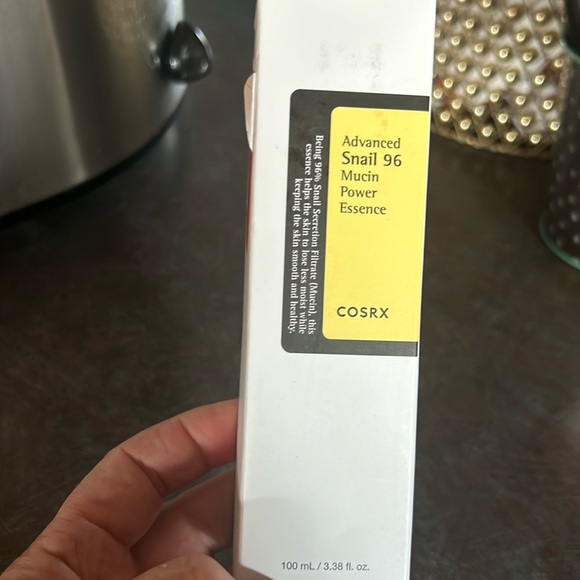 Advanced
Snail 96
Mucin
Power
Essence
COSRX
Being 96% Snail Secretion Filtrate (Mucin), this
essence helps the skin to lose less moist while
keeping the skin smooth and healthy.
100 mL / 3.38 fl. oz.